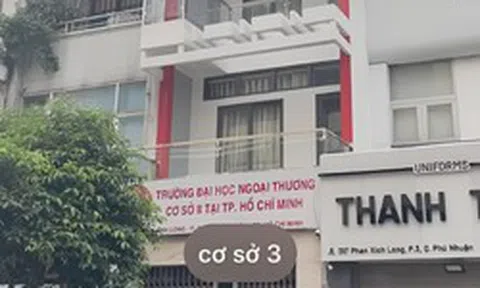 UNIFORMS
TRƯỜNG ĐẠI HỌC NGOẠI THƯƠNG
CƠ SỞ II TẠI TP. HỒ CHÍ MINH
THANH T
Phan Xích Long, P.3, Q. Phú Nhuận
cơ sở 3